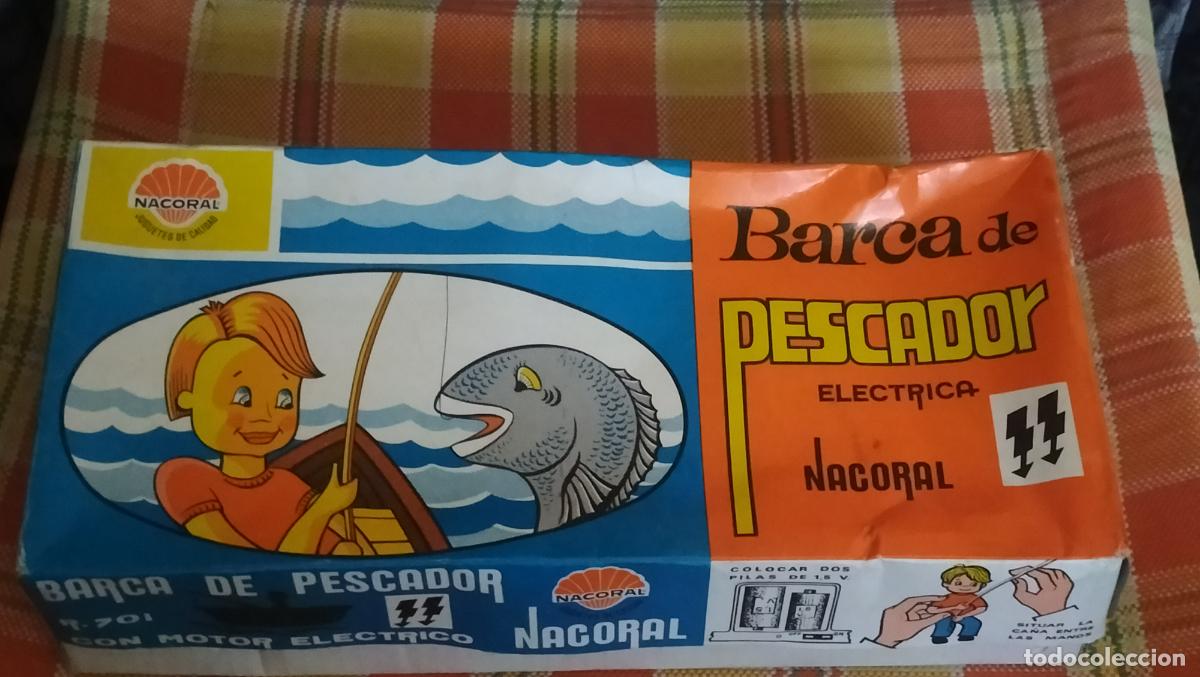 NACORAL
JUGUETES DE CALIDAD
Barca de
PESCADOR
ELECTRICA
NACORAL
BARCA DE PESCADOR
R.701
CON MOTOR ELECTRICO
NACORAL
NACORAL
COLOCAR DOS
PILAS DE 1.5 V.
SITUAR LA
CAÑA ENTRE
LAS MANOS
todocoleccion